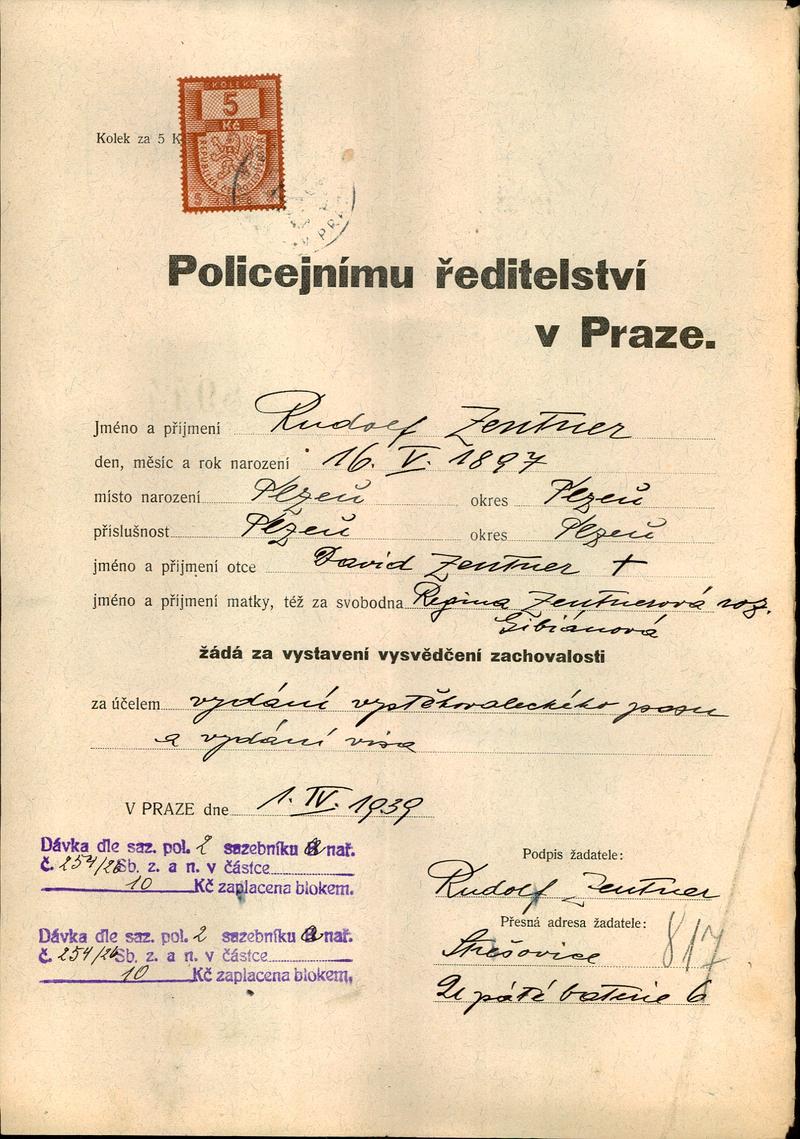 KOLEK
5
Kč
REPUBLIKA ČESKOSLOVENSKÁ
Kolek za 5 K
V PR
Policejnímu ředitelství
v Praze.
Jméno a příjmení Rudolf Zentner
den, měsíc a rok narození 16. V. 1897
místo narození Plzeň okres Plzeň
příslušnost Plzeň okres Plzeň
jméno a příjmení otce David Zentner +
jméno a příjmení matky, též za svobodna Regina Zentnerová roz.
Gibiánová
žádá za vystavení vysvědčení zachovalosti
za účelem vydání vystěhovaleckého pasu
a vydání visa
V PRAZE dne 1. IV. 1939
Dávka dle saz. pol. 2 sazebníku a nař.
č. 254/26 Sb. z. a n. v částce
10 Kč zaplacena blokem.
Podpis žadatele:
Rudolf Zentner
Přesná adresa žadatele:
Dávka dle saz. pol. 2 sazebníku a nař.
č. 254/26 Sb. z. a n. v částce
10 Kč zaplacena blokem.
Střešovice
817
U páté baterie 6